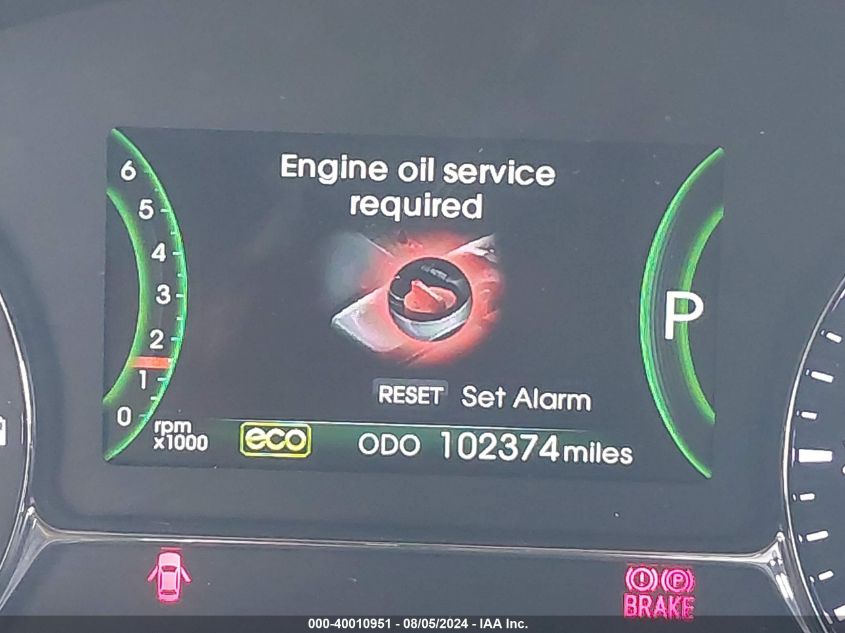 Engine oil service
required
6
5
4
3
2
1
0
rpm
x1000
P
RESET Set Alarm
eco ODO 102374 miles
(!) (P)
BRAKE
000-40010951 - 08/05/2024 - IAA Inc.